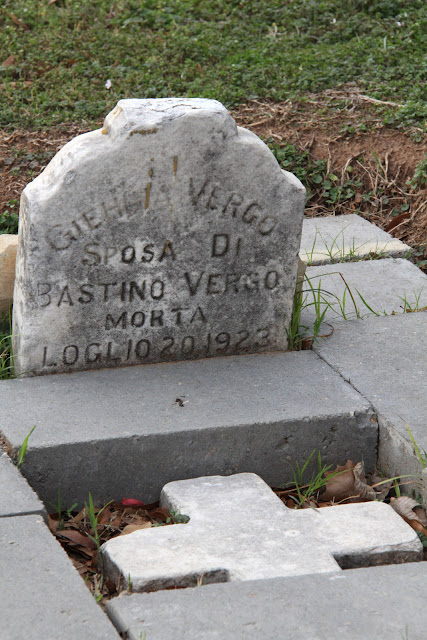 VERGO
SPOSA DI
BASTINO VERGO
MORTA
LOGLIO 20. 1923